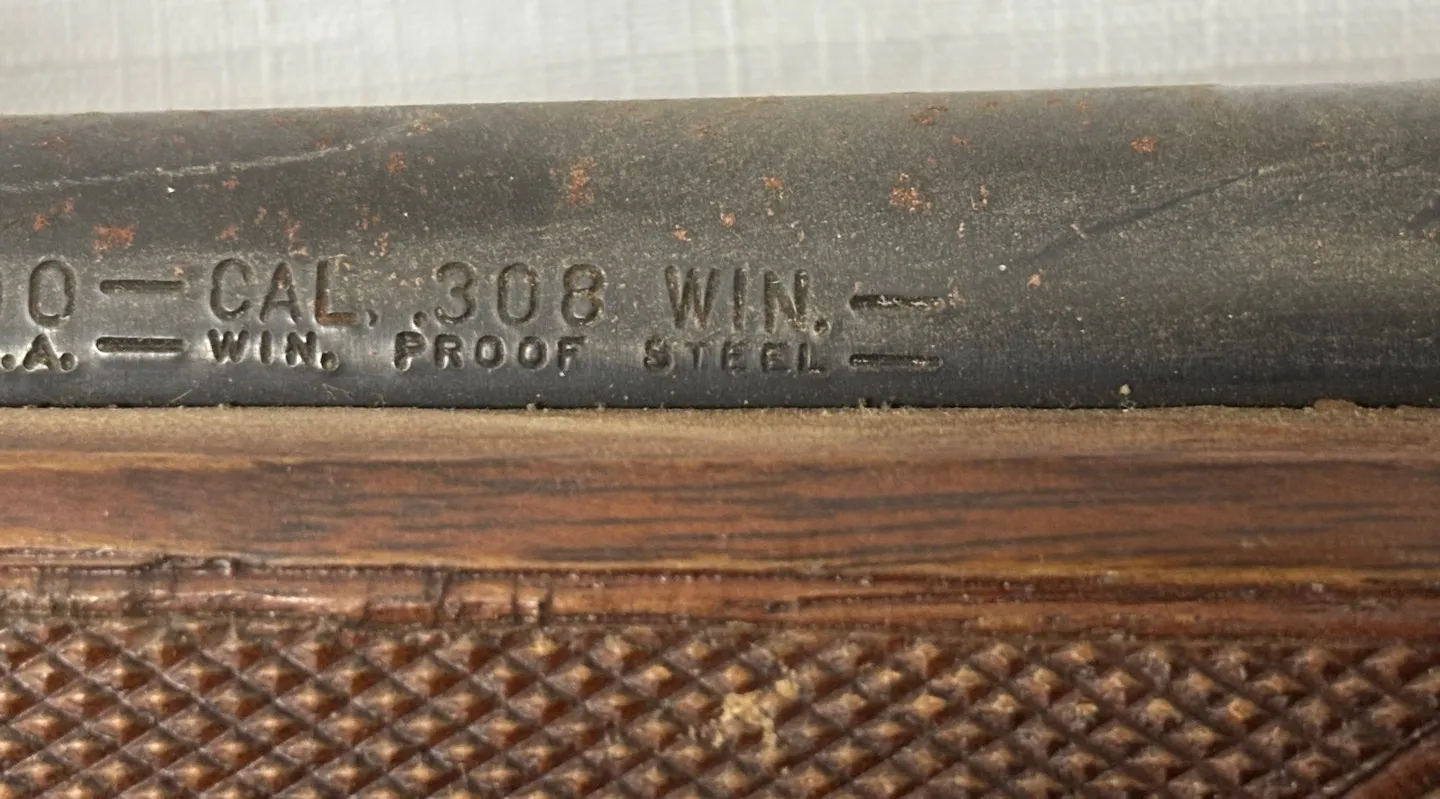 0 — CAL. .308 WIN. —
.A. — WIN. PROOF STEEL —